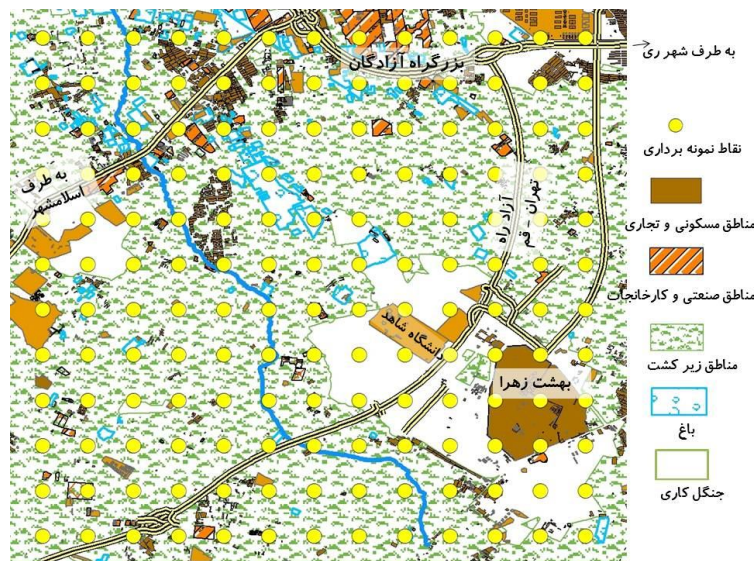 بزرگراه آزادگان
به طرف
اسلامشهر
آزاد راه
تهران - قم
دانشگاه شاهد
بهشت زهرا
به طرف شهر ری
نقاط نمونه برداری
مناطق مسکونی و تجاری
مناطق صنعتی و کارخانجات
مناطق زیر کشت
باغ
جنگل کاری